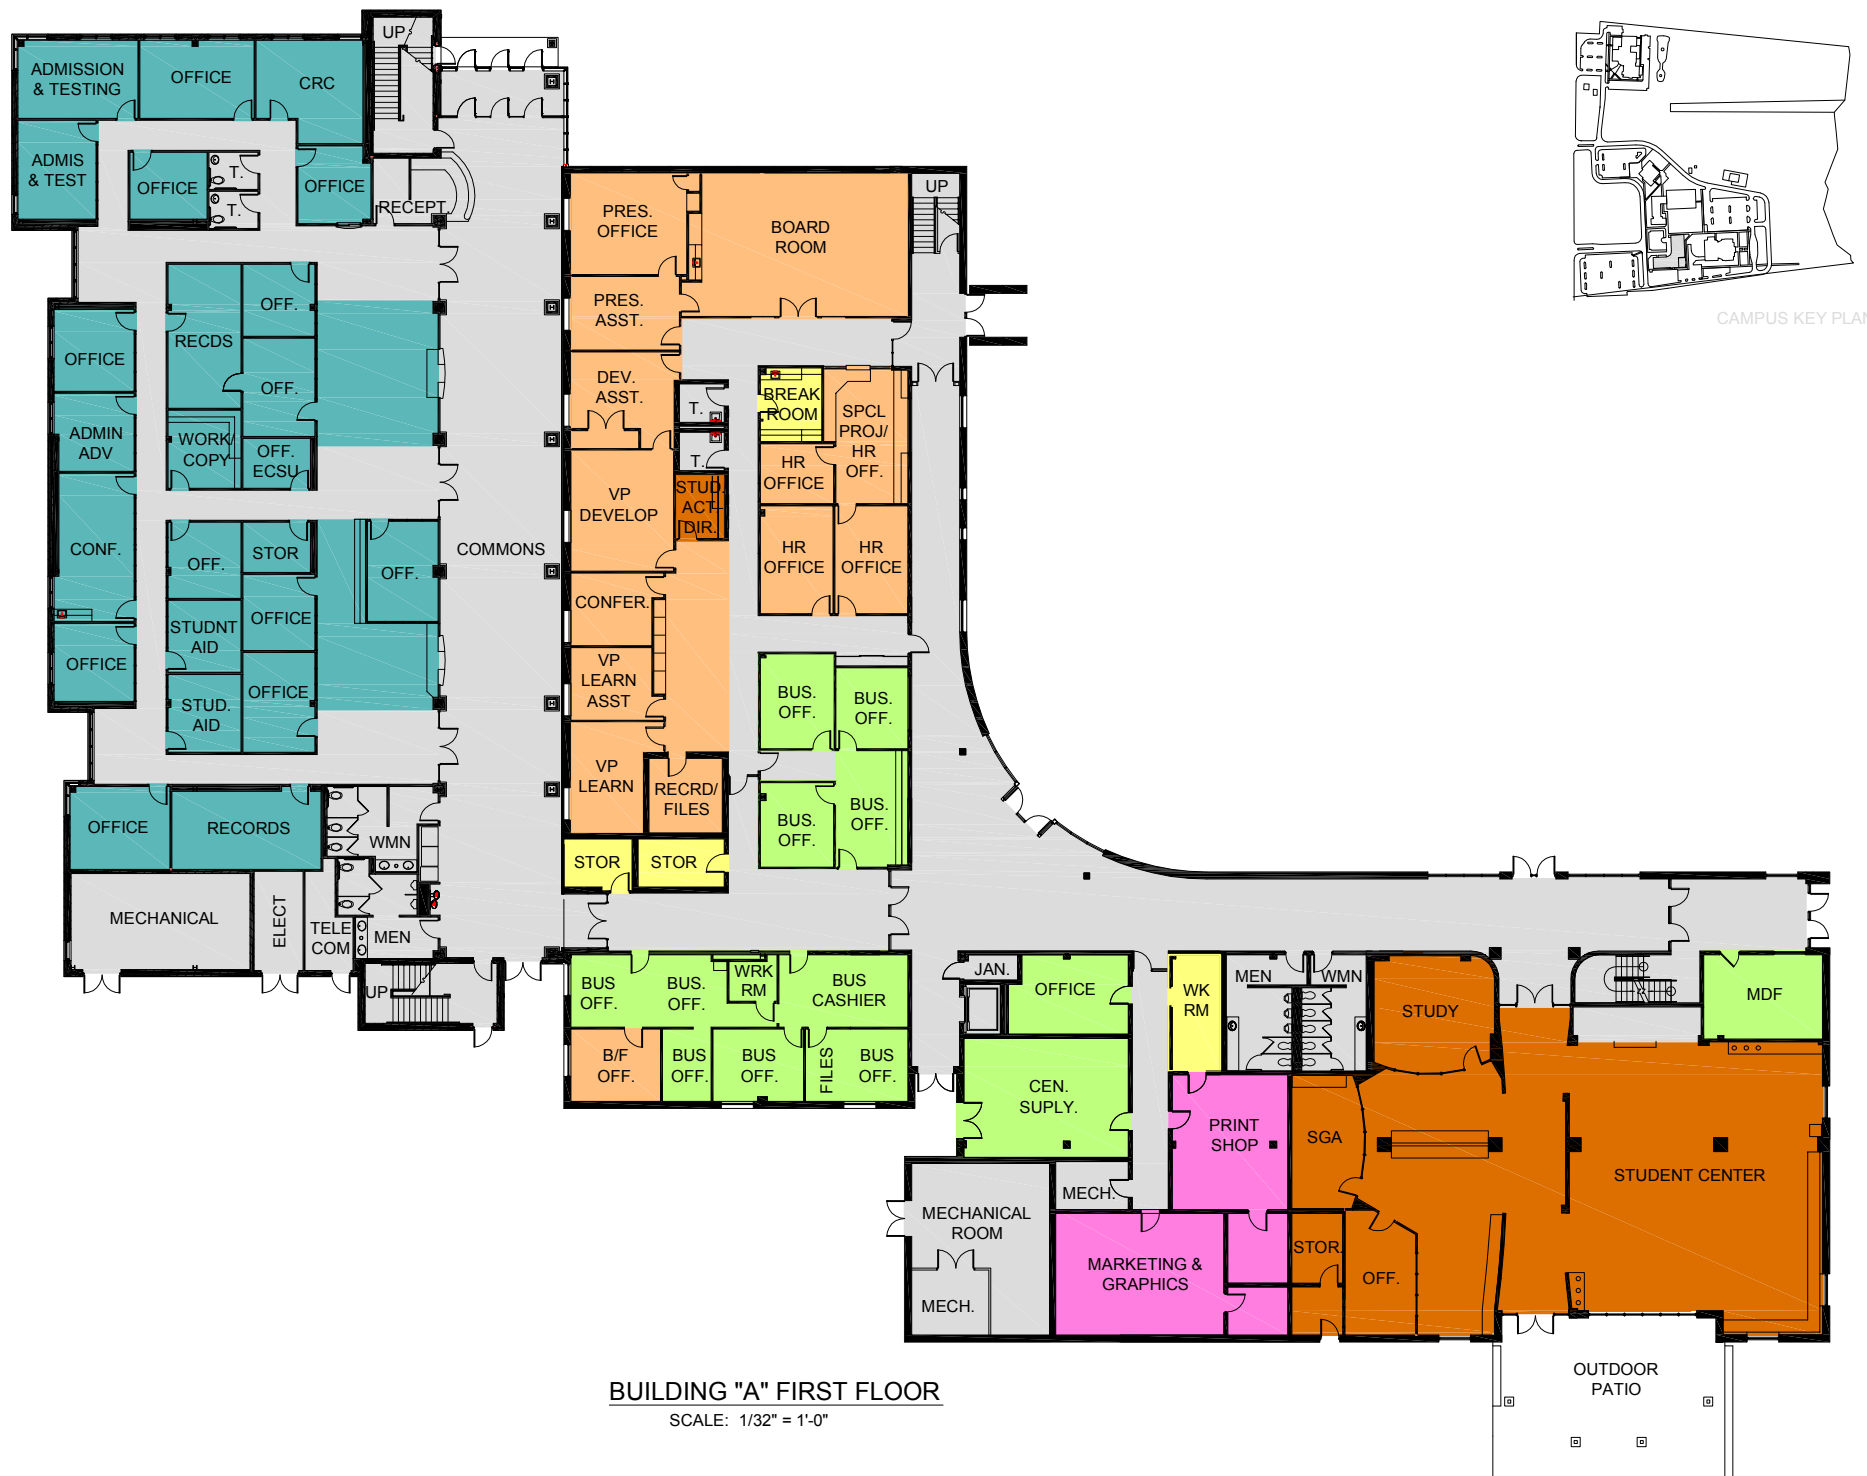 UP
ADMISSION
& TESTING
OFFICE
CRC
ADMIS
& TEST
OFFICE
T.
T.
OFFICE
RECEPT.
PRES.
OFFICE
BOARD
ROOM
UP
CAMPUS KEY PLAN
RECDS
OFF.
PRES.
ASST.
OFFICE
OFF.
DEV.
ASST.
T.
BREAK
ROOM
SPCL
PROJ/
HR
OFF.
ADMIN
ADV
WORK/
COPY
OFF.
ECSU
T.
HR
OFFICE
VP
DEVELOP
STUD.
ACT
DIR.
CONF.
OFF.
STOR
OFF.
COMMONS
HR
OFFICE
HR
OFFICE
CONFER.
STUDNT
AID
OFFICE
OFFICE
VP
LEARN
ASST
STUD.
AID
OFFICE
BUS.
OFF.
BUS.
OFF.
VP
LEARN
RECRD/
FILES
BUS.
OFF.
BUS.
OFF.
OFFICE
RECORDS
WMN
STOR
STOR
MECHANICAL
ELECT
TELE
COM
MEN
UP
BUS
OFF.
BUS.
OFF.
WRK
RM
BUS
CASHIER
JAN.
OFFICE
WK
RM
MEN
WMN
STUDY
MDF
B/F
OFF.
BUS
OFF.
BUS
OFF.
FILES
BUS
OFF.
CEN.
SUPLY.
PRINT
SHOP
SGA
STUDENT CENTER
MECH.
MECHANICAL
ROOM
MARKETING &
GRAPHICS
STOR.
OFF.
MECH.
OUTDOOR
PATIO
BUILDING "A" FIRST FLOOR
SCALE: 1/32" = 1'-0"